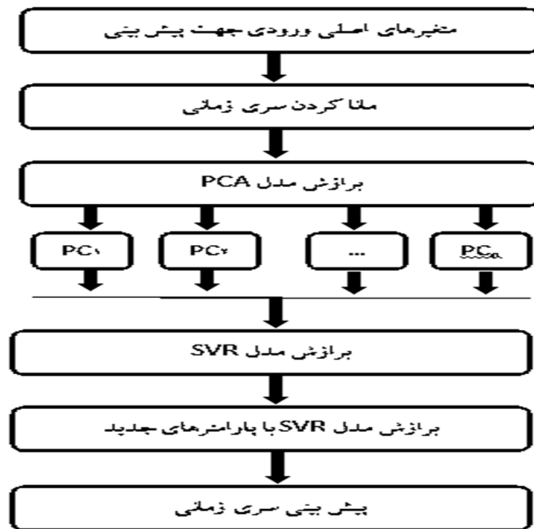 متغیرهای اصلی ورودی جهت پیش بینی
مانا کردن سری زمانی
برازش مدل PCA
PC۱ PC۲ ... PCₙ
برازش مدل SVR
برازش مدل SVR با پارامترهای جدید
پیش بینی سری زمانی